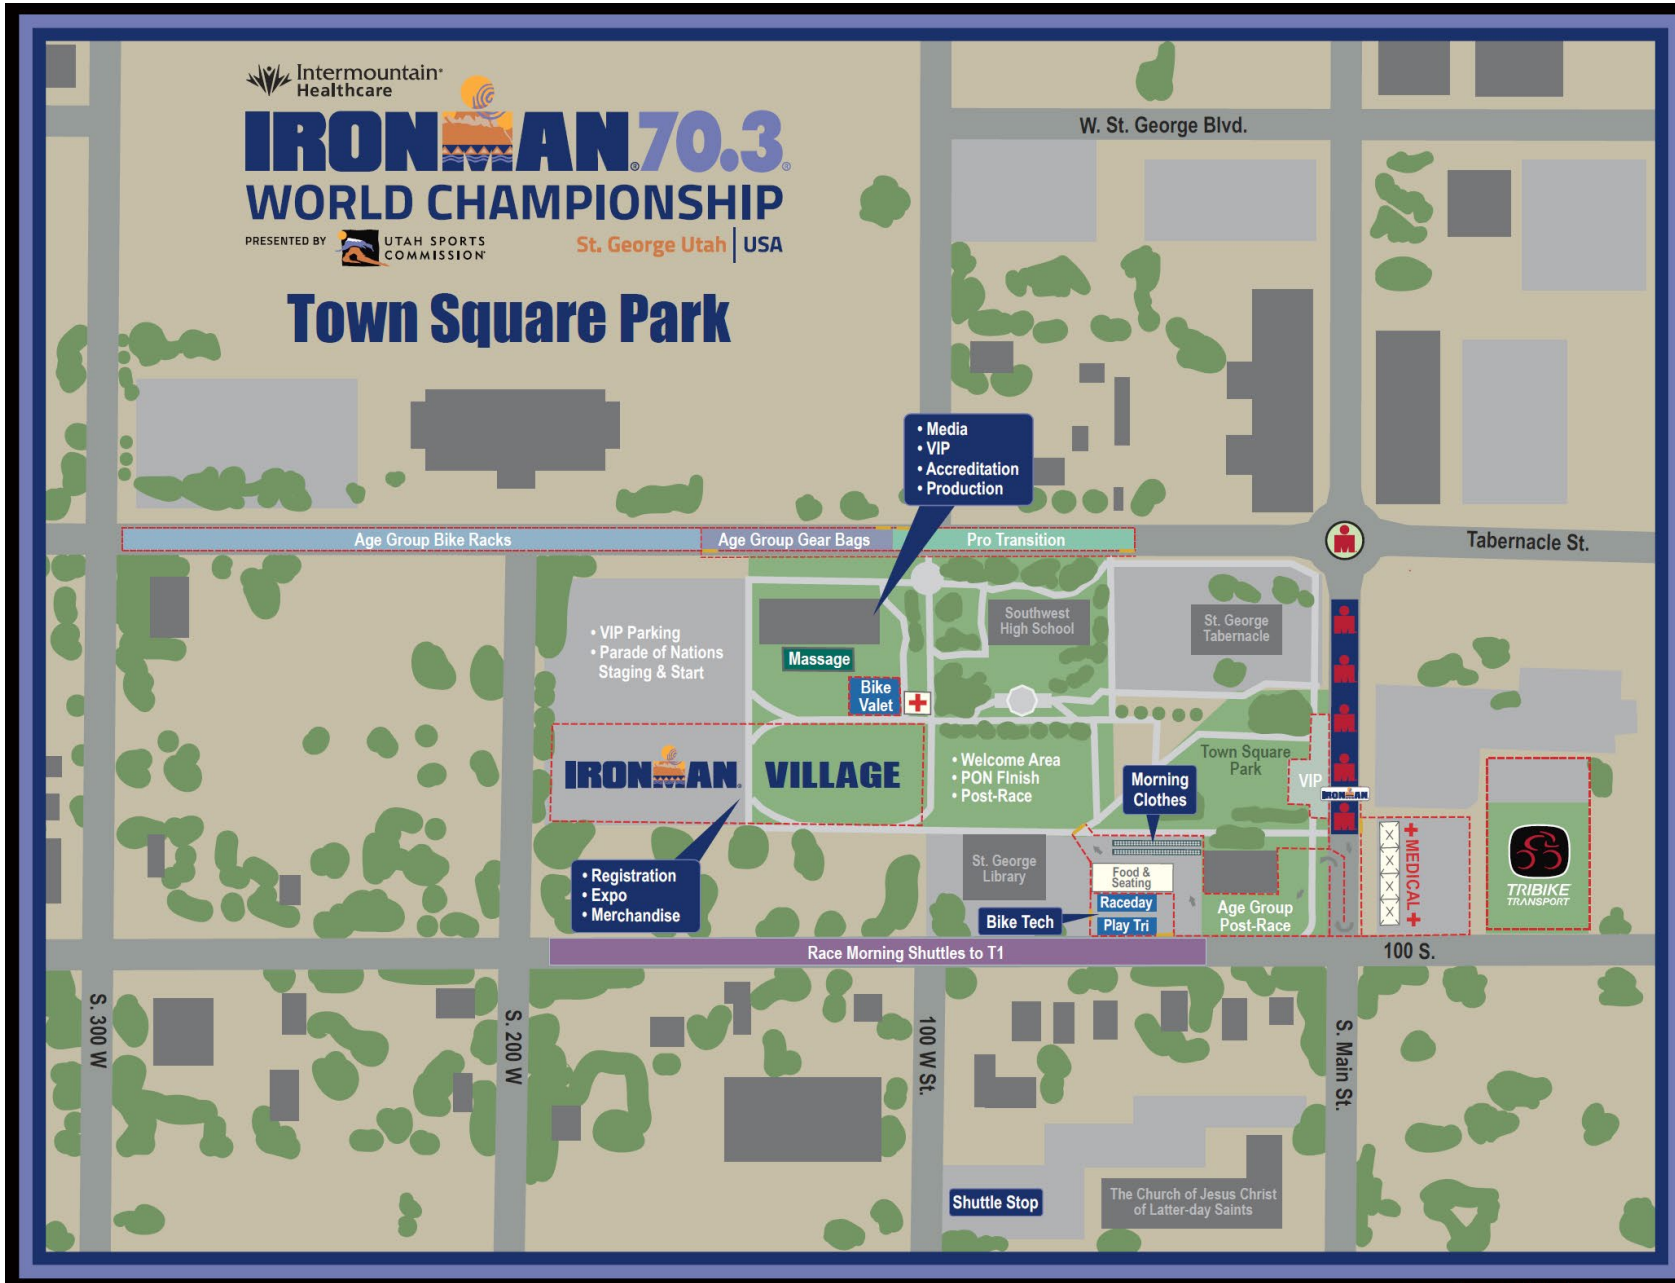 Intermountain
Healthcare
IRONMAN 70.3
WORLD CHAMPIONSHIP
PRESENTED BY
UTAH SPORTS
COMMISSION
St. George Utah | USA
Town Square Park
W. St. George Blvd.
• Media
• VIP
• Accreditation
• Production
Age Group Bike Racks
Age Group Gear Bags
Pro Transition
Tabernacle St.
• VIP Parking
• Parade of Nations
Staging & Start
Massage
Bike
Valet
Southwest
High School
St. George
Tabernacle
IRONMAN VILLAGE
• Welcome Area
• PON FInish
• Post-Race
Town Square
Park
VIP
IRONMAN
Morning
Clothes
• Registration
• Expo
• Merchandise
St. George
Library
Food &
Seating
Raceday
Bike Tech
Play Tri
Age Group
Post-Race
X
X
X
X
X
MEDICAL
TRIBIKE
TRANSPORT
Race Morning Shuttles to T1
100 S.
S. 300 W
S. 200 W
100 W St.
S. Main St.
Shuttle Stop
The Church of Jesus Christ
of Latter-day Saints